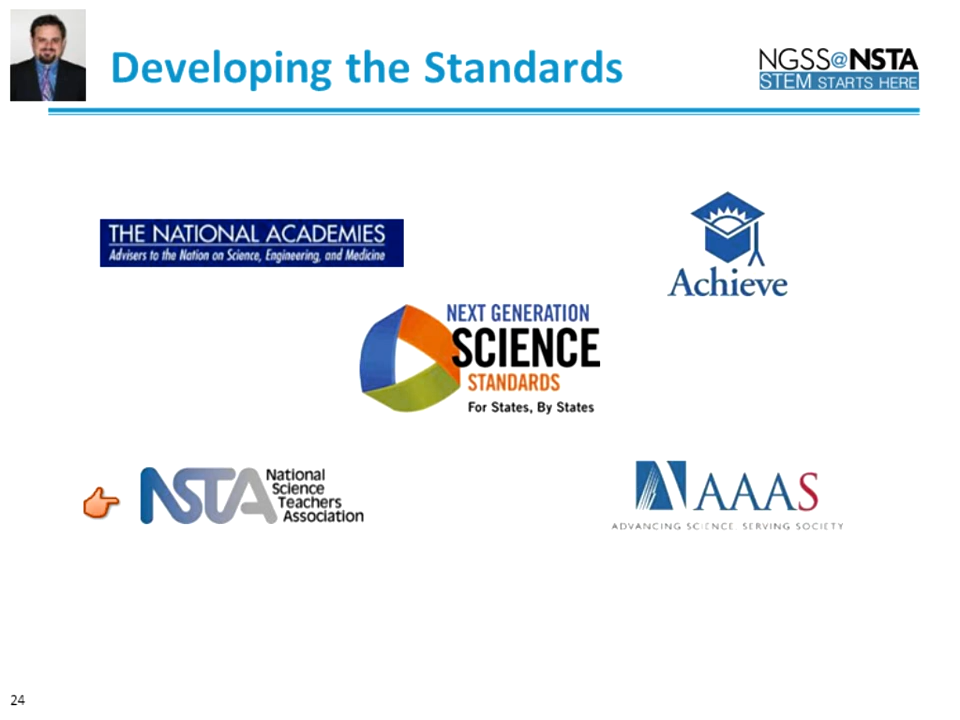 Developing the Standards
NGSS@NSTA
STEM STARTS HERE
THE NATIONAL ACADEMIES
Advisers to the Nation on Science, Engineering, and Medicine
Achieve
NEXT GENERATION
SCIENCE
STANDARDS
For States, By States
NSTA
National
Science
Teachers
Association
AAAS
ADVANCING SCIENCE, SERVING SOCIETY
24